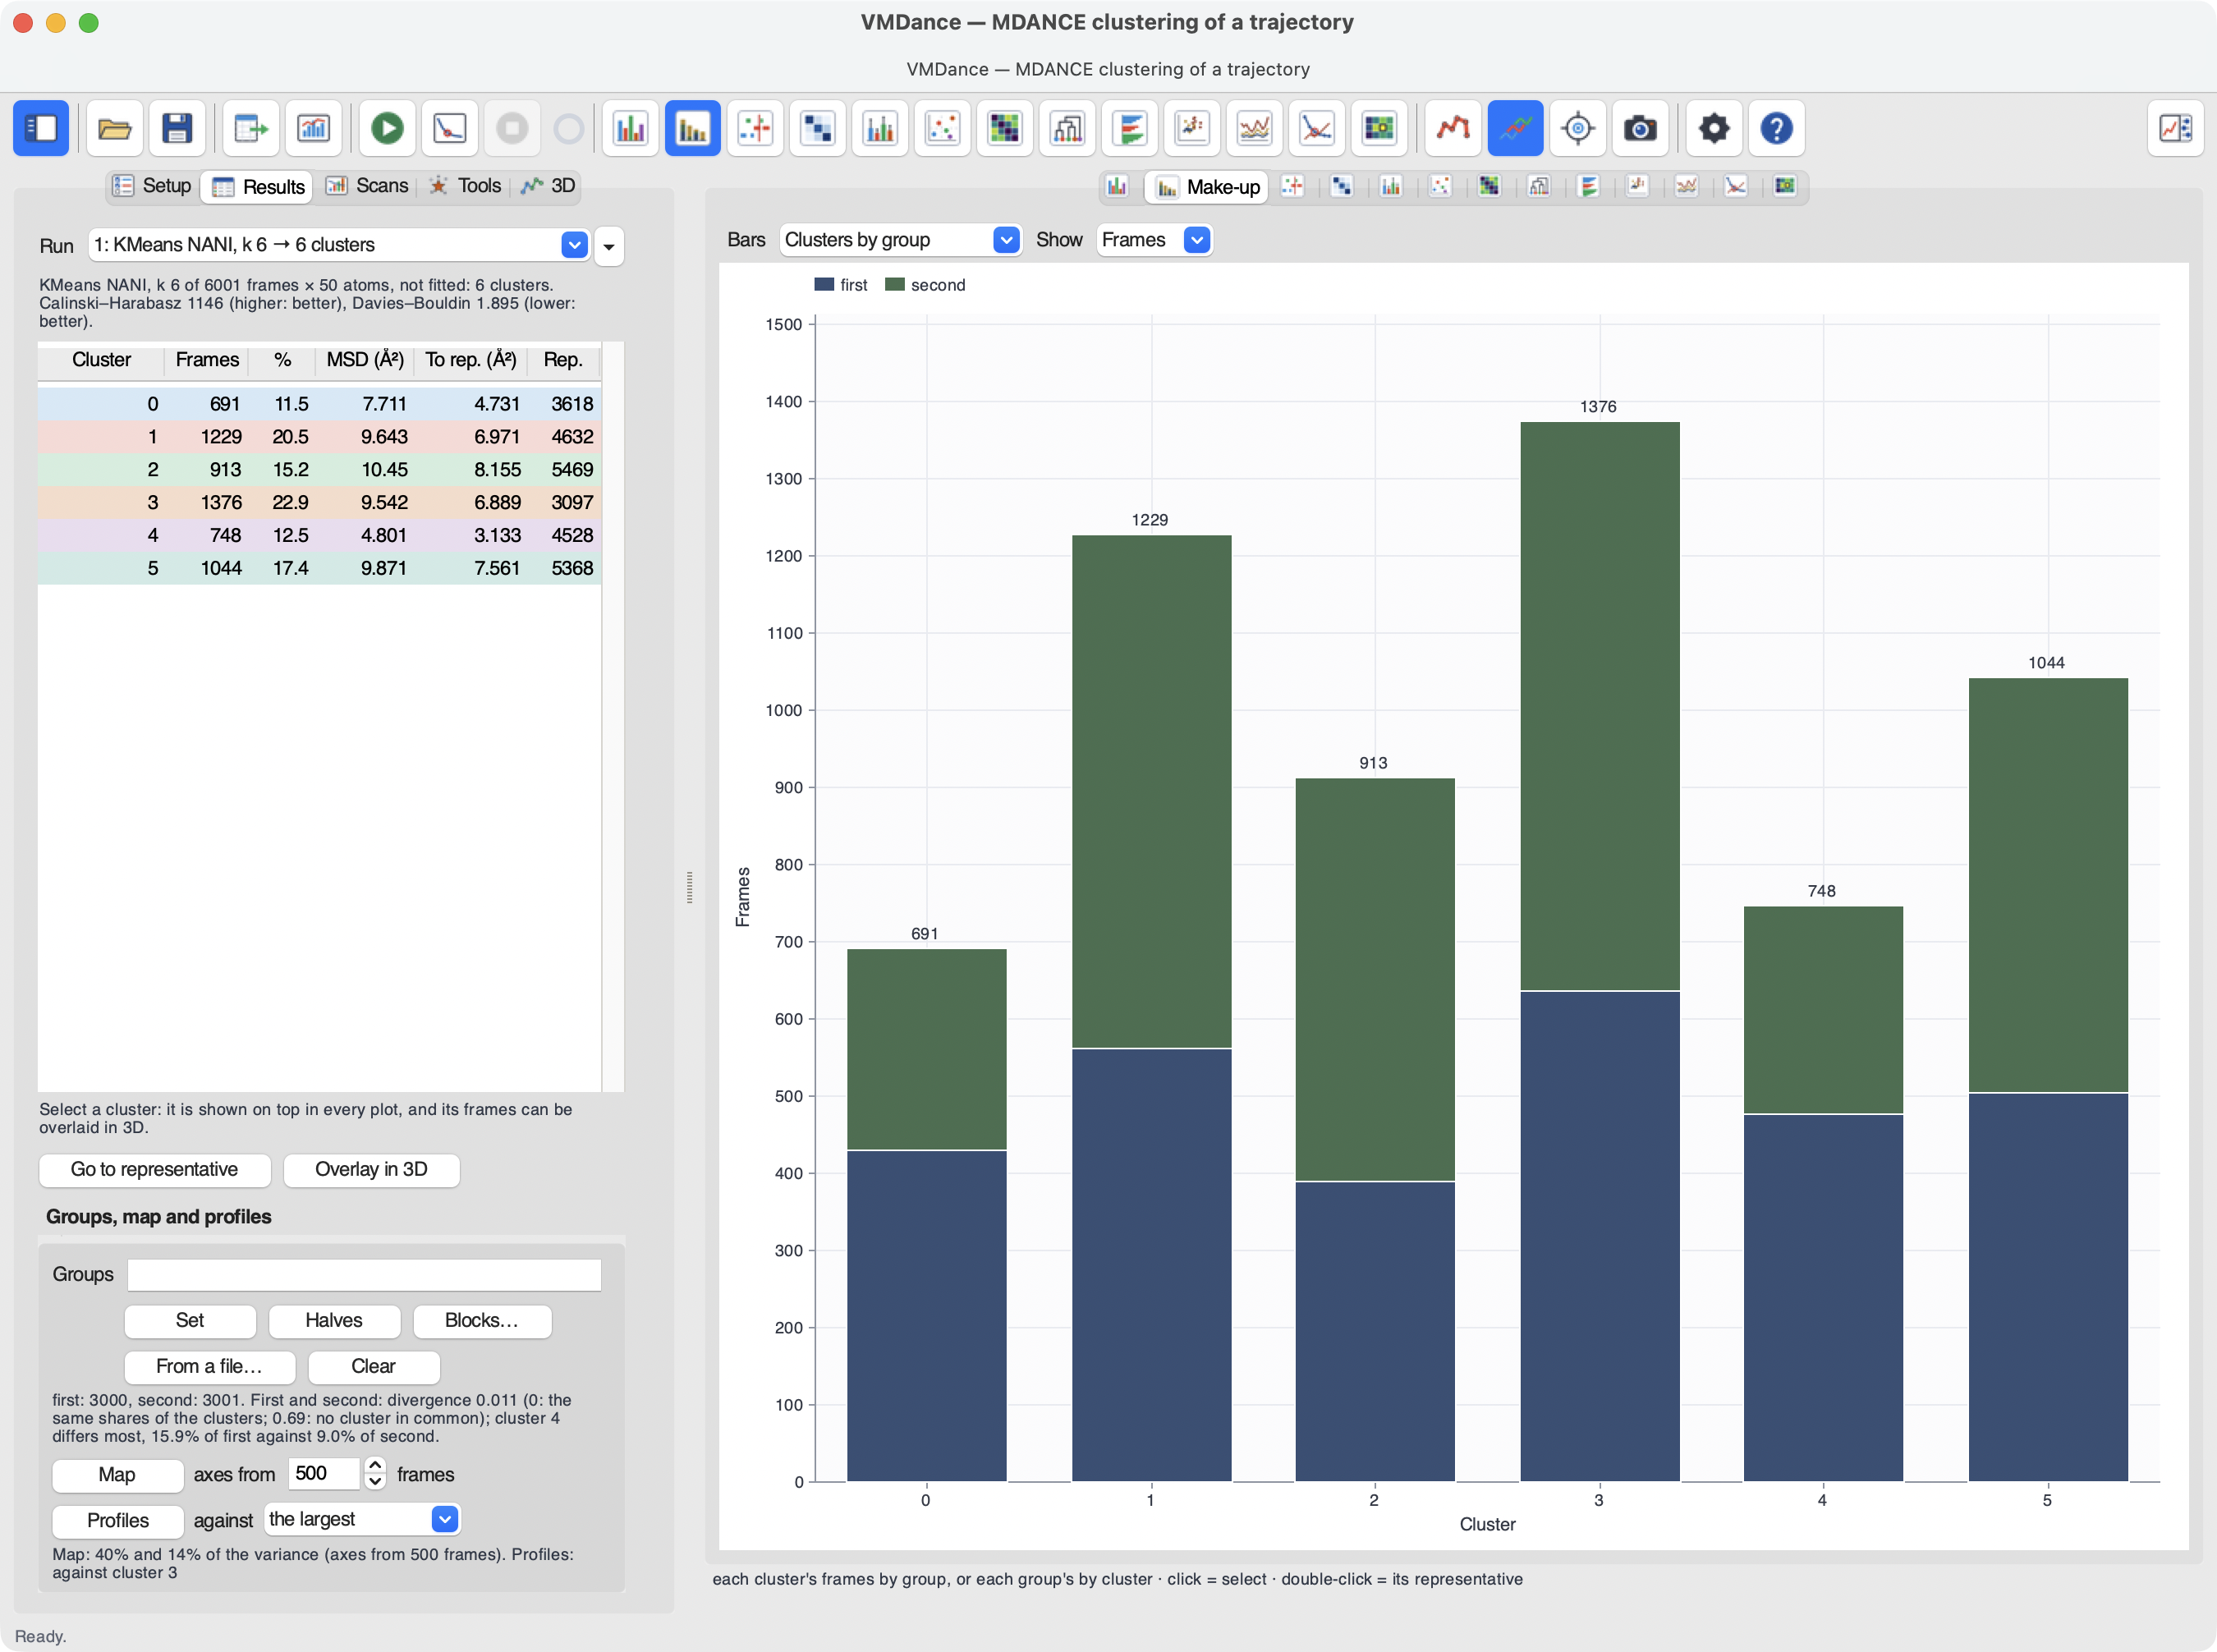 VMDance — MDANCE clustering of a trajectory
VMDance — MDANCE clustering of a trajectory
Setup
Results
Scans
Tools
3D
Run
1: KMeans NANI, k 6 → 6 clusters
KMeans NANI, k 6 of 6001 frames × 50 atoms, not fitted: 6 clusters.
Calinski–Harabasz 1146 (higher: better), Davies–Bouldin 1.895 (lower:
better).
Cluster Frames % MSD (Å²) To rep. (Å²) Rep.
0 691 11.5 7.711 4.731 3618
1 1229 20.5 9.643 6.971 4632
2 913 15.2 10.45 8.155 5469
3 1376 22.9 9.542 6.889 3097
4 748 12.5 4.801 3.133 4528
5 1044 17.4 9.871 7.561 5368
Select a cluster: it is shown on top in every plot, and its frames can be
overlaid in 3D.
Go to representative
Overlay in 3D
Groups, map and profiles
Groups
Set
Halves
Blocks…
From a file…
Clear
first: 3000, second: 3001. First and second: divergence 0.011 (0: the
same shares of the clusters; 0.69: no cluster in common); cluster 4
differs most, 15.9% of first against 9.0% of second.
Map axes from 500 frames
Profiles against the largest
Map: 40% and 14% of the variance (axes from 500 frames). Profiles:
against cluster 3
Ready.
Make-up
Bars Clusters by group Show Frames
first second
1500
1400
1300
1200
1100
1000
900
800
700
600
500
400
300
200
100
0
Frames
691
1229
913
1376
748
1044
0 1 2 3 4 5
Cluster
each cluster's frames by group, or each group's by cluster · click = select · double-click = its representative